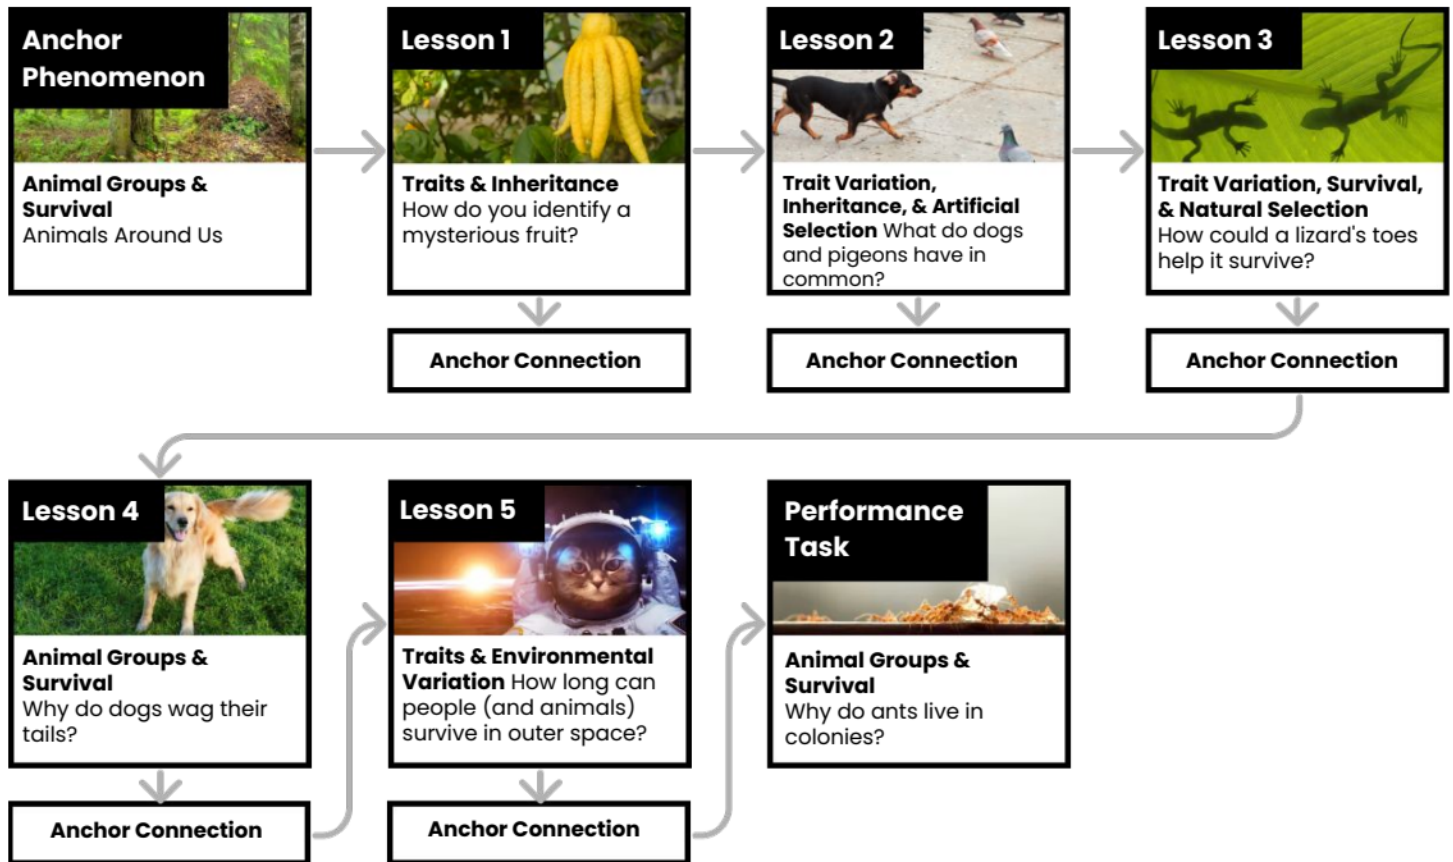 Anchor
Phenomenon
Animal Groups &
Survival
Animals Around Us
Lesson 1
Traits & Inheritance
How do you identify a
mysterious fruit?
Anchor Connection
Lesson 2
Trait Variation,
Inheritance, & Artificial
Selection What do dogs
and pigeons have in
common?
Anchor Connection
Lesson 3
Trait Variation, Survival,
& Natural Selection
How could a lizard's toes
help it survive?
Anchor Connection
Lesson 4
Animal Groups &
Survival
Why do dogs wag their
tails?
Anchor Connection
Lesson 5
Traits & Environmental
Variation How long can
people (and animals)
survive in outer space?
Anchor Connection
Performance
Task
Animal Groups &
Survival
Why do ants live in
colonies?